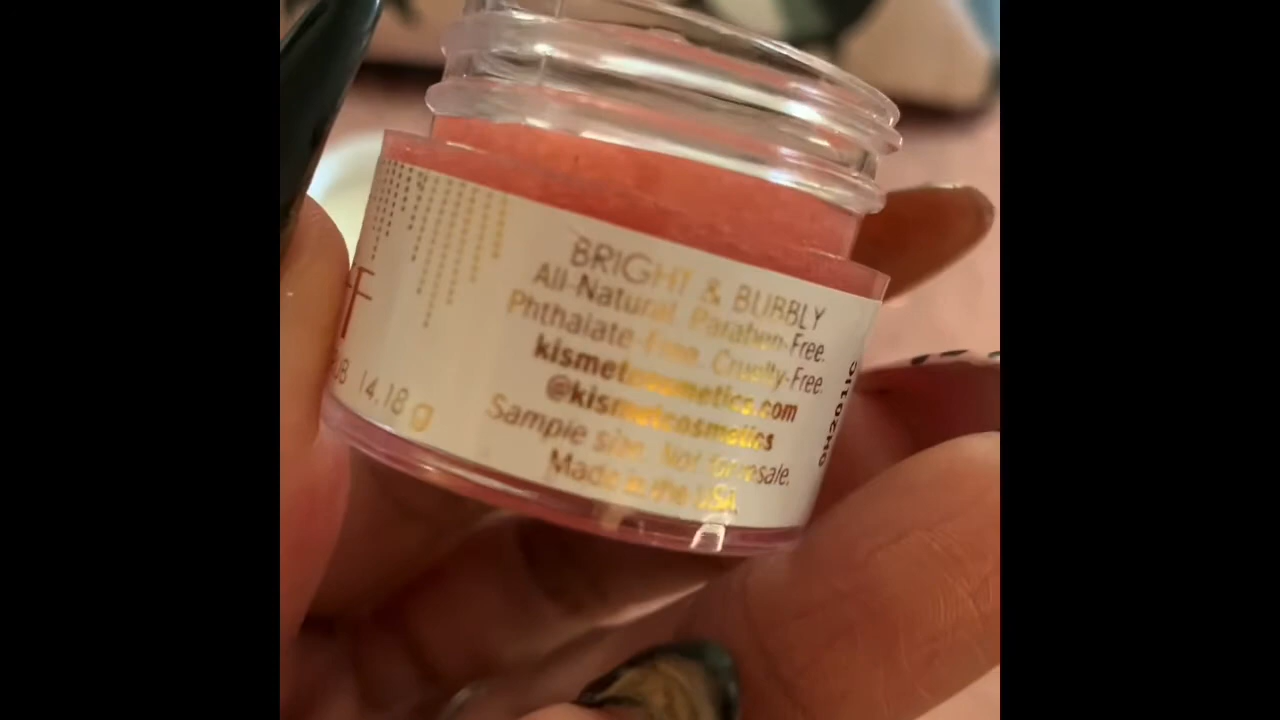 BRIGHT & BUBBLY
All-Natural. Paraben-Free.
Phthalate-Free. Cruelty-Free.
kismetcosmetics.com
@kismetcosmetics
Sample size. Not for resale.
Made in the USA
14.18 g